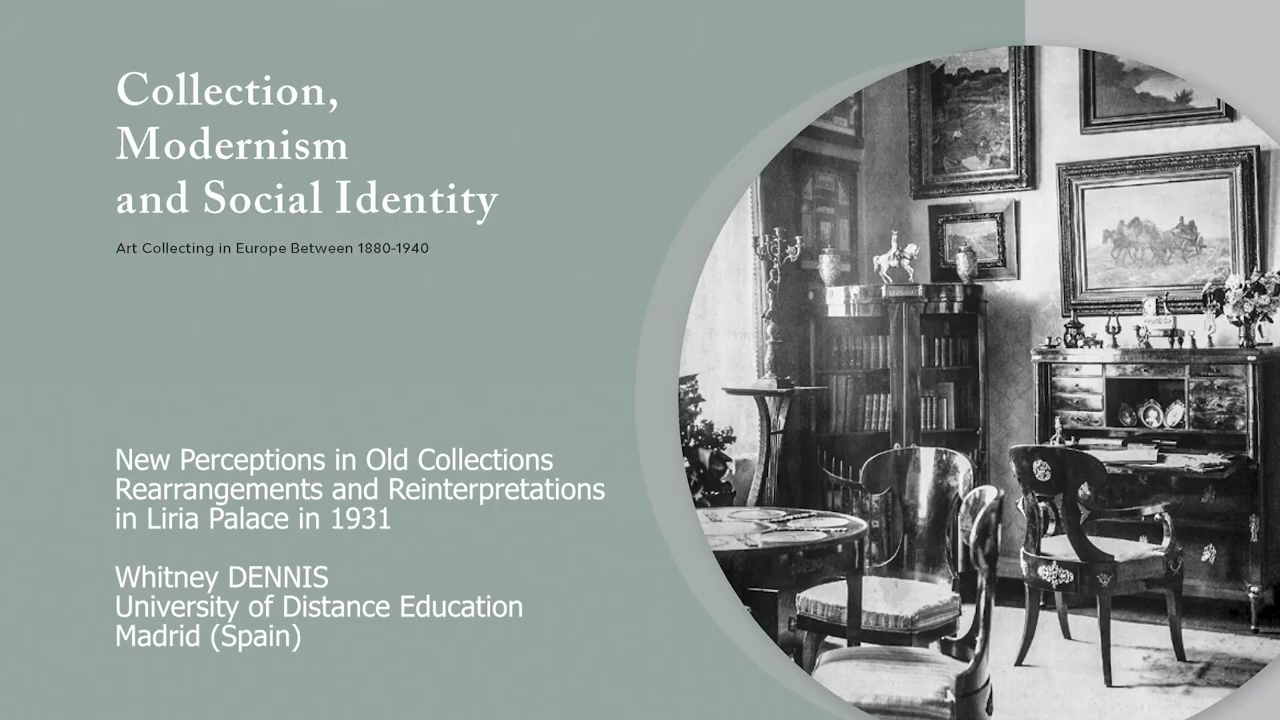 Collection,
Modernism
and Social Identity
Art Collecting in Europe Between 1880-1940
New Perceptions in Old Collections
Rearrangements and Reinterpretations
in Liria Palace in 1931
Whitney DENNIS
University of Distance Education
Madrid (Spain)